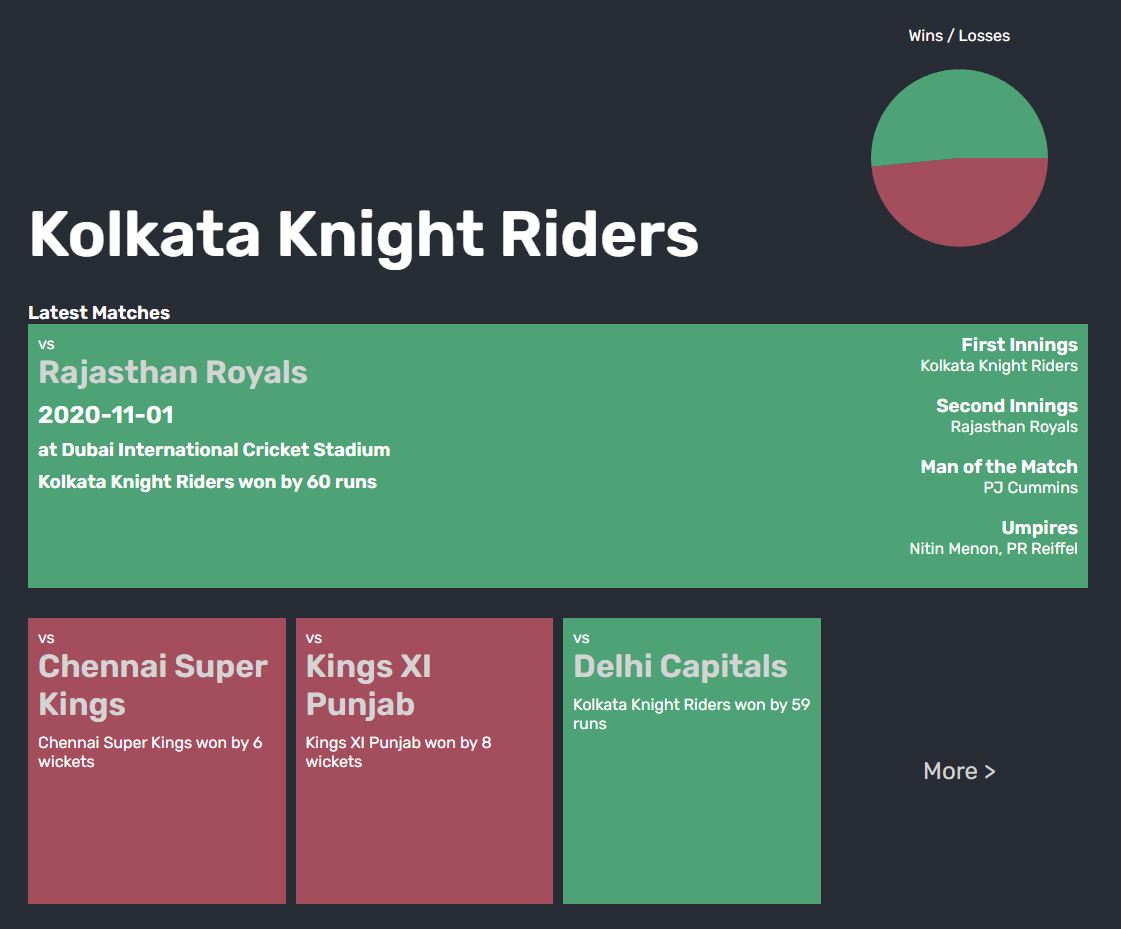 Wins / Losses
Kolkata Knight Riders
Latest Matches
vs
Rajasthan Royals
2020-11-01
at Dubai International Cricket Stadium
Kolkata Knight Riders won by 60 runs
First Innings
Kolkata Knight Riders
Second Innings
Rajasthan Royals
Man of the Match
PJ Cummins
Umpires
Nitin Menon, PR Reiffel
vs
Chennai Super
Kings
Chennai Super Kings won by 6
wickets
vs
Kings XI
Punjab
Kings XI Punjab won by 8
wickets
vs
Delhi Capitals
Kolkata Knight Riders won by 59
runs
More >